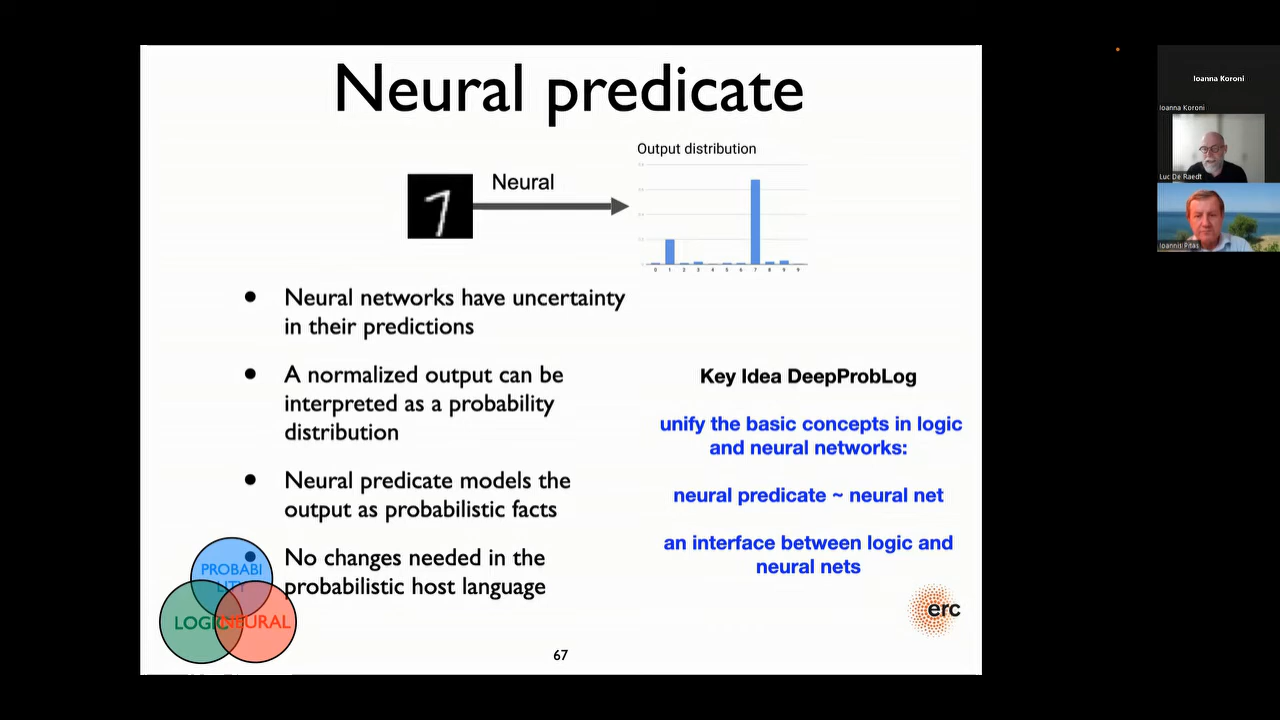 Neural predicate
Output distribution
Neural
0 1 2 3 4 5 6 7 8 9 9
Neural networks have uncertainty
in their predictions
A normalized output can be
interpreted as a probability
distribution
Neural predicate models the
output as probabilistic facts
No changes needed in the
probabilistic host language
Key Idea DeepProbLog
unify the basic concepts in logic
and neural networks:
neural predicate ~ neural net
an interface between logic and
neural nets
PROBABI
LITY
LOGIC
NEURAL
erc
67
Ioanna Koroni
Ioanna Koroni
Luc De Raedt